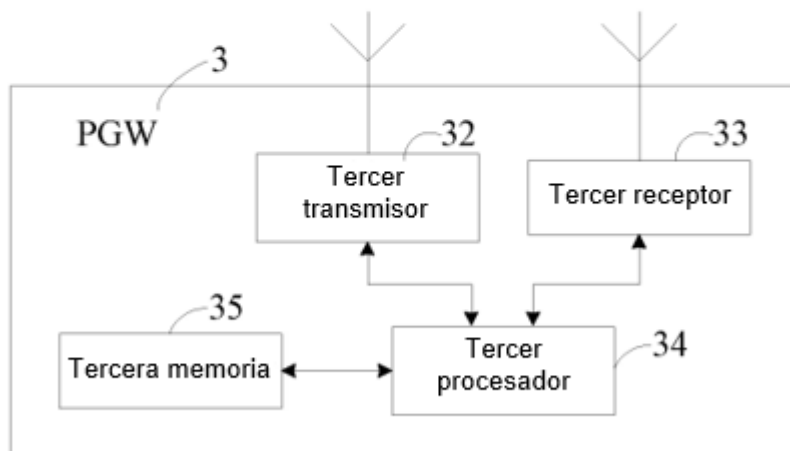 3
PGW
32
33
Tercer
transmisor
Tercer receptor
35
34
Tercera memoria
Tercer
procesador